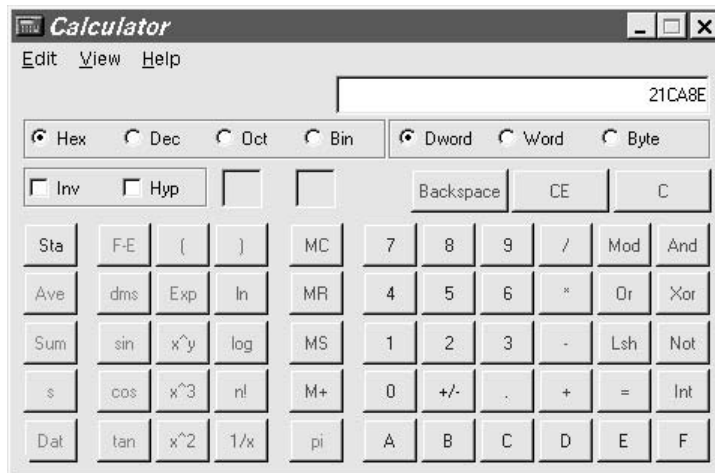 Calculator
Edit View Help
21CA8E
Hex Dec Oct Bin Dword Word Byte
Inv Hyp Backspace CE C
Sta F-E ( ) MC 7 8 9 / Mod And
Ave dms Exp ln MR 4 5 6 * Or Xor
Sum sin x^y log MS 1 2 3 - Lsh Not
s cos x^3 n! M+ 0 +/- . + = Int
Dat tan x^2 1/x pi A B C D E F